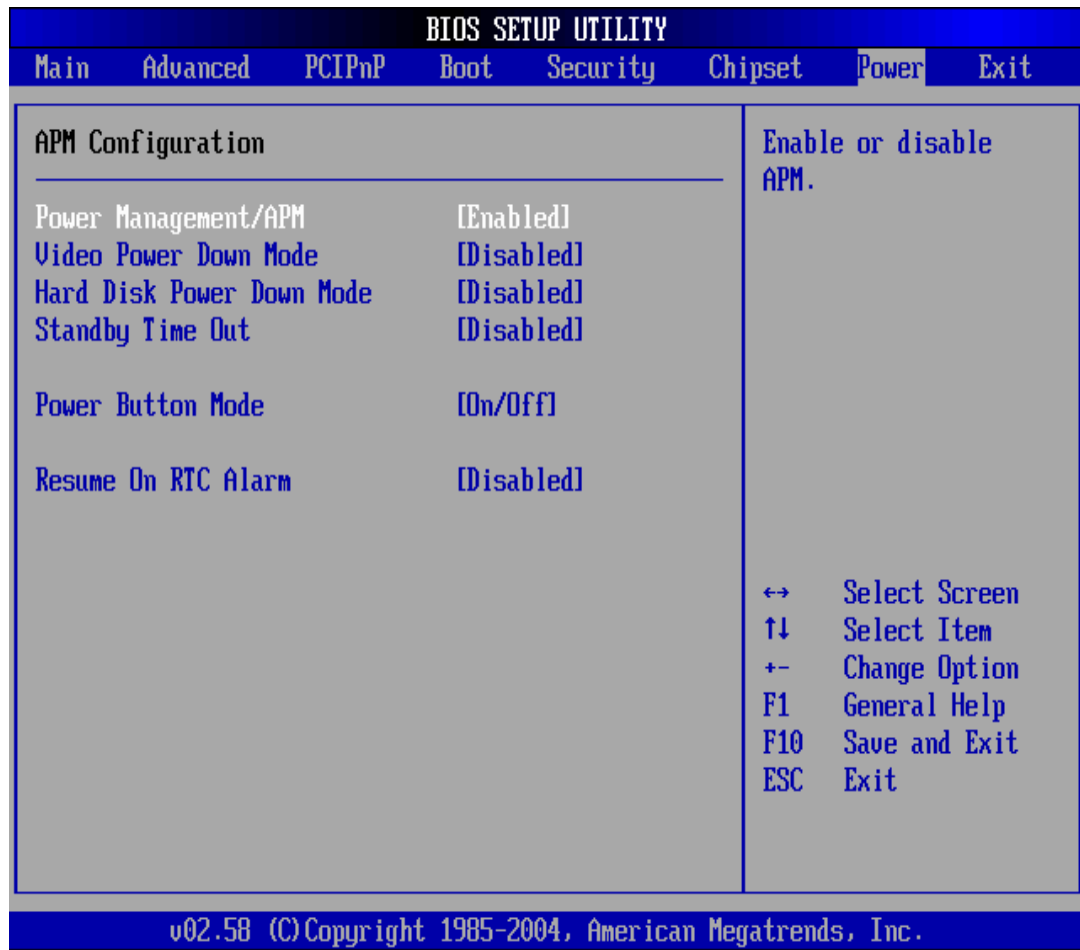 BIOS SETUP UTILITY
Main Advanced PCIPnP Boot Security Chipset Power Exit
APM Configuration
Power Management/APM [Enabled]
Video Power Down Mode [Disabled]
Hard Disk Power Down Mode [Disabled]
Standby Time Out [Disabled]
Power Button Mode [On/Off]
Resume On RTC Alarm [Disabled]
Enable or disable
APM.
←→ Select Screen
↑↓ Select Item
+- Change Option
F1 General Help
F10 Save and Exit
ESC Exit
v02.58 (C)Copyright 1985-2004, American Megatrends, Inc.